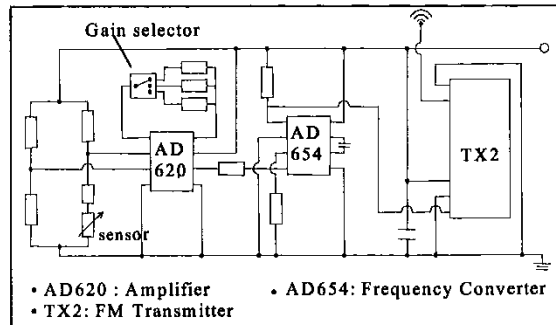 Gain selector
AD
620
AD
654
TX2
sensor
• AD620 : Amplifier
• AD654: Frequency Converter
• TX2: FM Transmitter